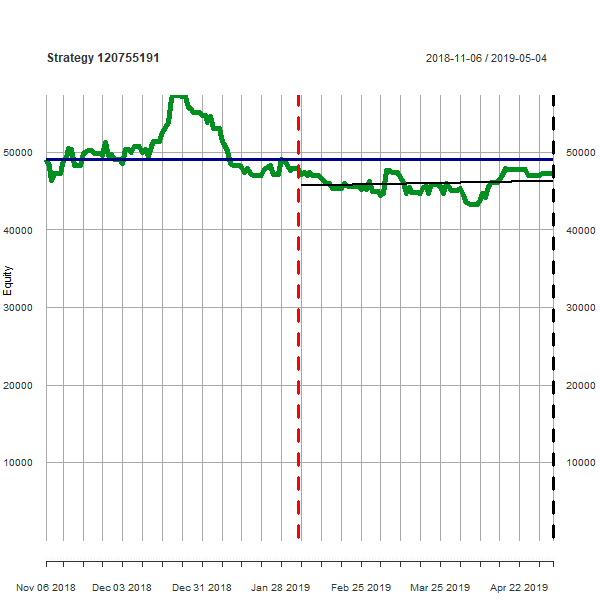 Strategy 120755191
2018-11-06 / 2019-05-04
50000
50000
40000
40000
Equity
30000
30000
20000
20000
10000
10000
Nov 06 2018
Dec 03 2018
Dec 31 2018
Jan 28 2019
Feb 25 2019
Mar 25 2019
Apr 22 2019